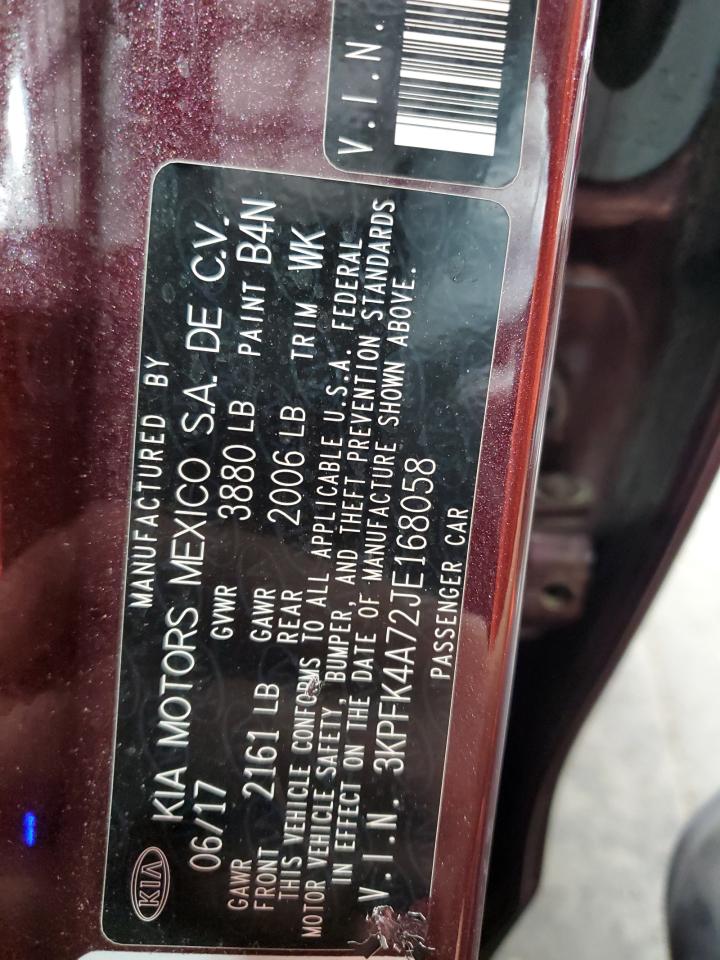 V.I.N.
MANUFACTURED BY
KIA
KIA MOTORS MEXICO S.A. DE C.V.
06/17 GVWR 3880 LB PAINT B4N
GAWR FRONT 2161 LB GAWR REAR 2006 LB TRIM WK
THIS VEHICLE CONFORMS TO ALL APPLICABLE U.S.A. FEDERAL
MOTOR VEHICLE SAFETY, BUMPER, AND THEFT PREVENTION STANDARDS
IN EFFECT ON THE DATE OF MANUFACTURE SHOWN ABOVE.
V.I.N. 3KPFK4A72JE168058
PASSENGER CAR